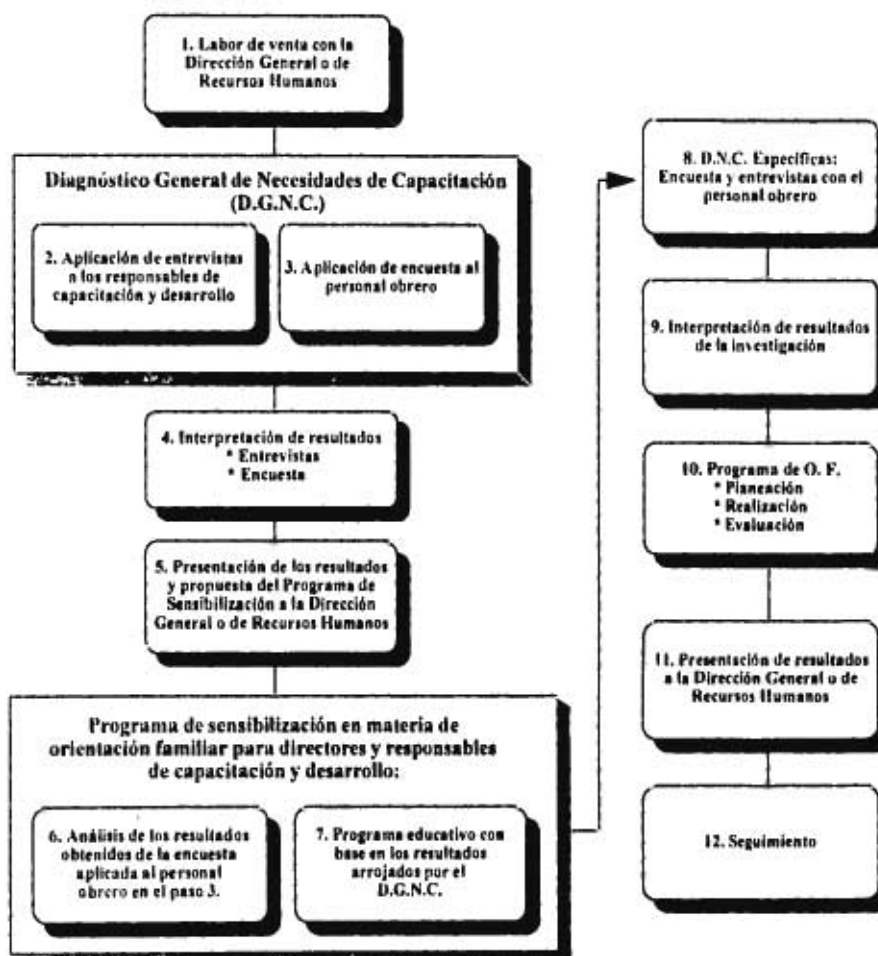 1. Labor de venta con la
Dirección General o de
Recursos Humanos
Diagnóstico General de Necesidades de Capacitación
(D.G.N.C.)
2. Aplicación de entrevistas
a los responsables de
capacitación y desarrollo
3. Aplicación de encuesta al
personal obrero
4. Interpretación de resultados
* Entrevistas
* Encuesta
5. Presentación de los resultados
y propuesta del Programa de
Sensibilización a la Dirección
General o de Recursos Humanos
Programa de sensibilización en materia de
orientación familiar para directores y responsables
de capacitación y desarrollo:
6. Análisis de los resultados
obtenidos de la encuesta
aplicada al personal
obrero en el paso 3.
7. Programa educativo con
base en los resultados
arrojados por el
D.G.N.C.
8. D.N.C. Específicas:
Encuesta y entrevistas con el
personal obrero
9. Interpretación de resultados
de la investigación
10. Programa de O. F.
* Planeación
* Realización
* Evaluación
11. Presentación de resultados
a la Dirección General o de
Recursos Humanos
12. Seguimiento